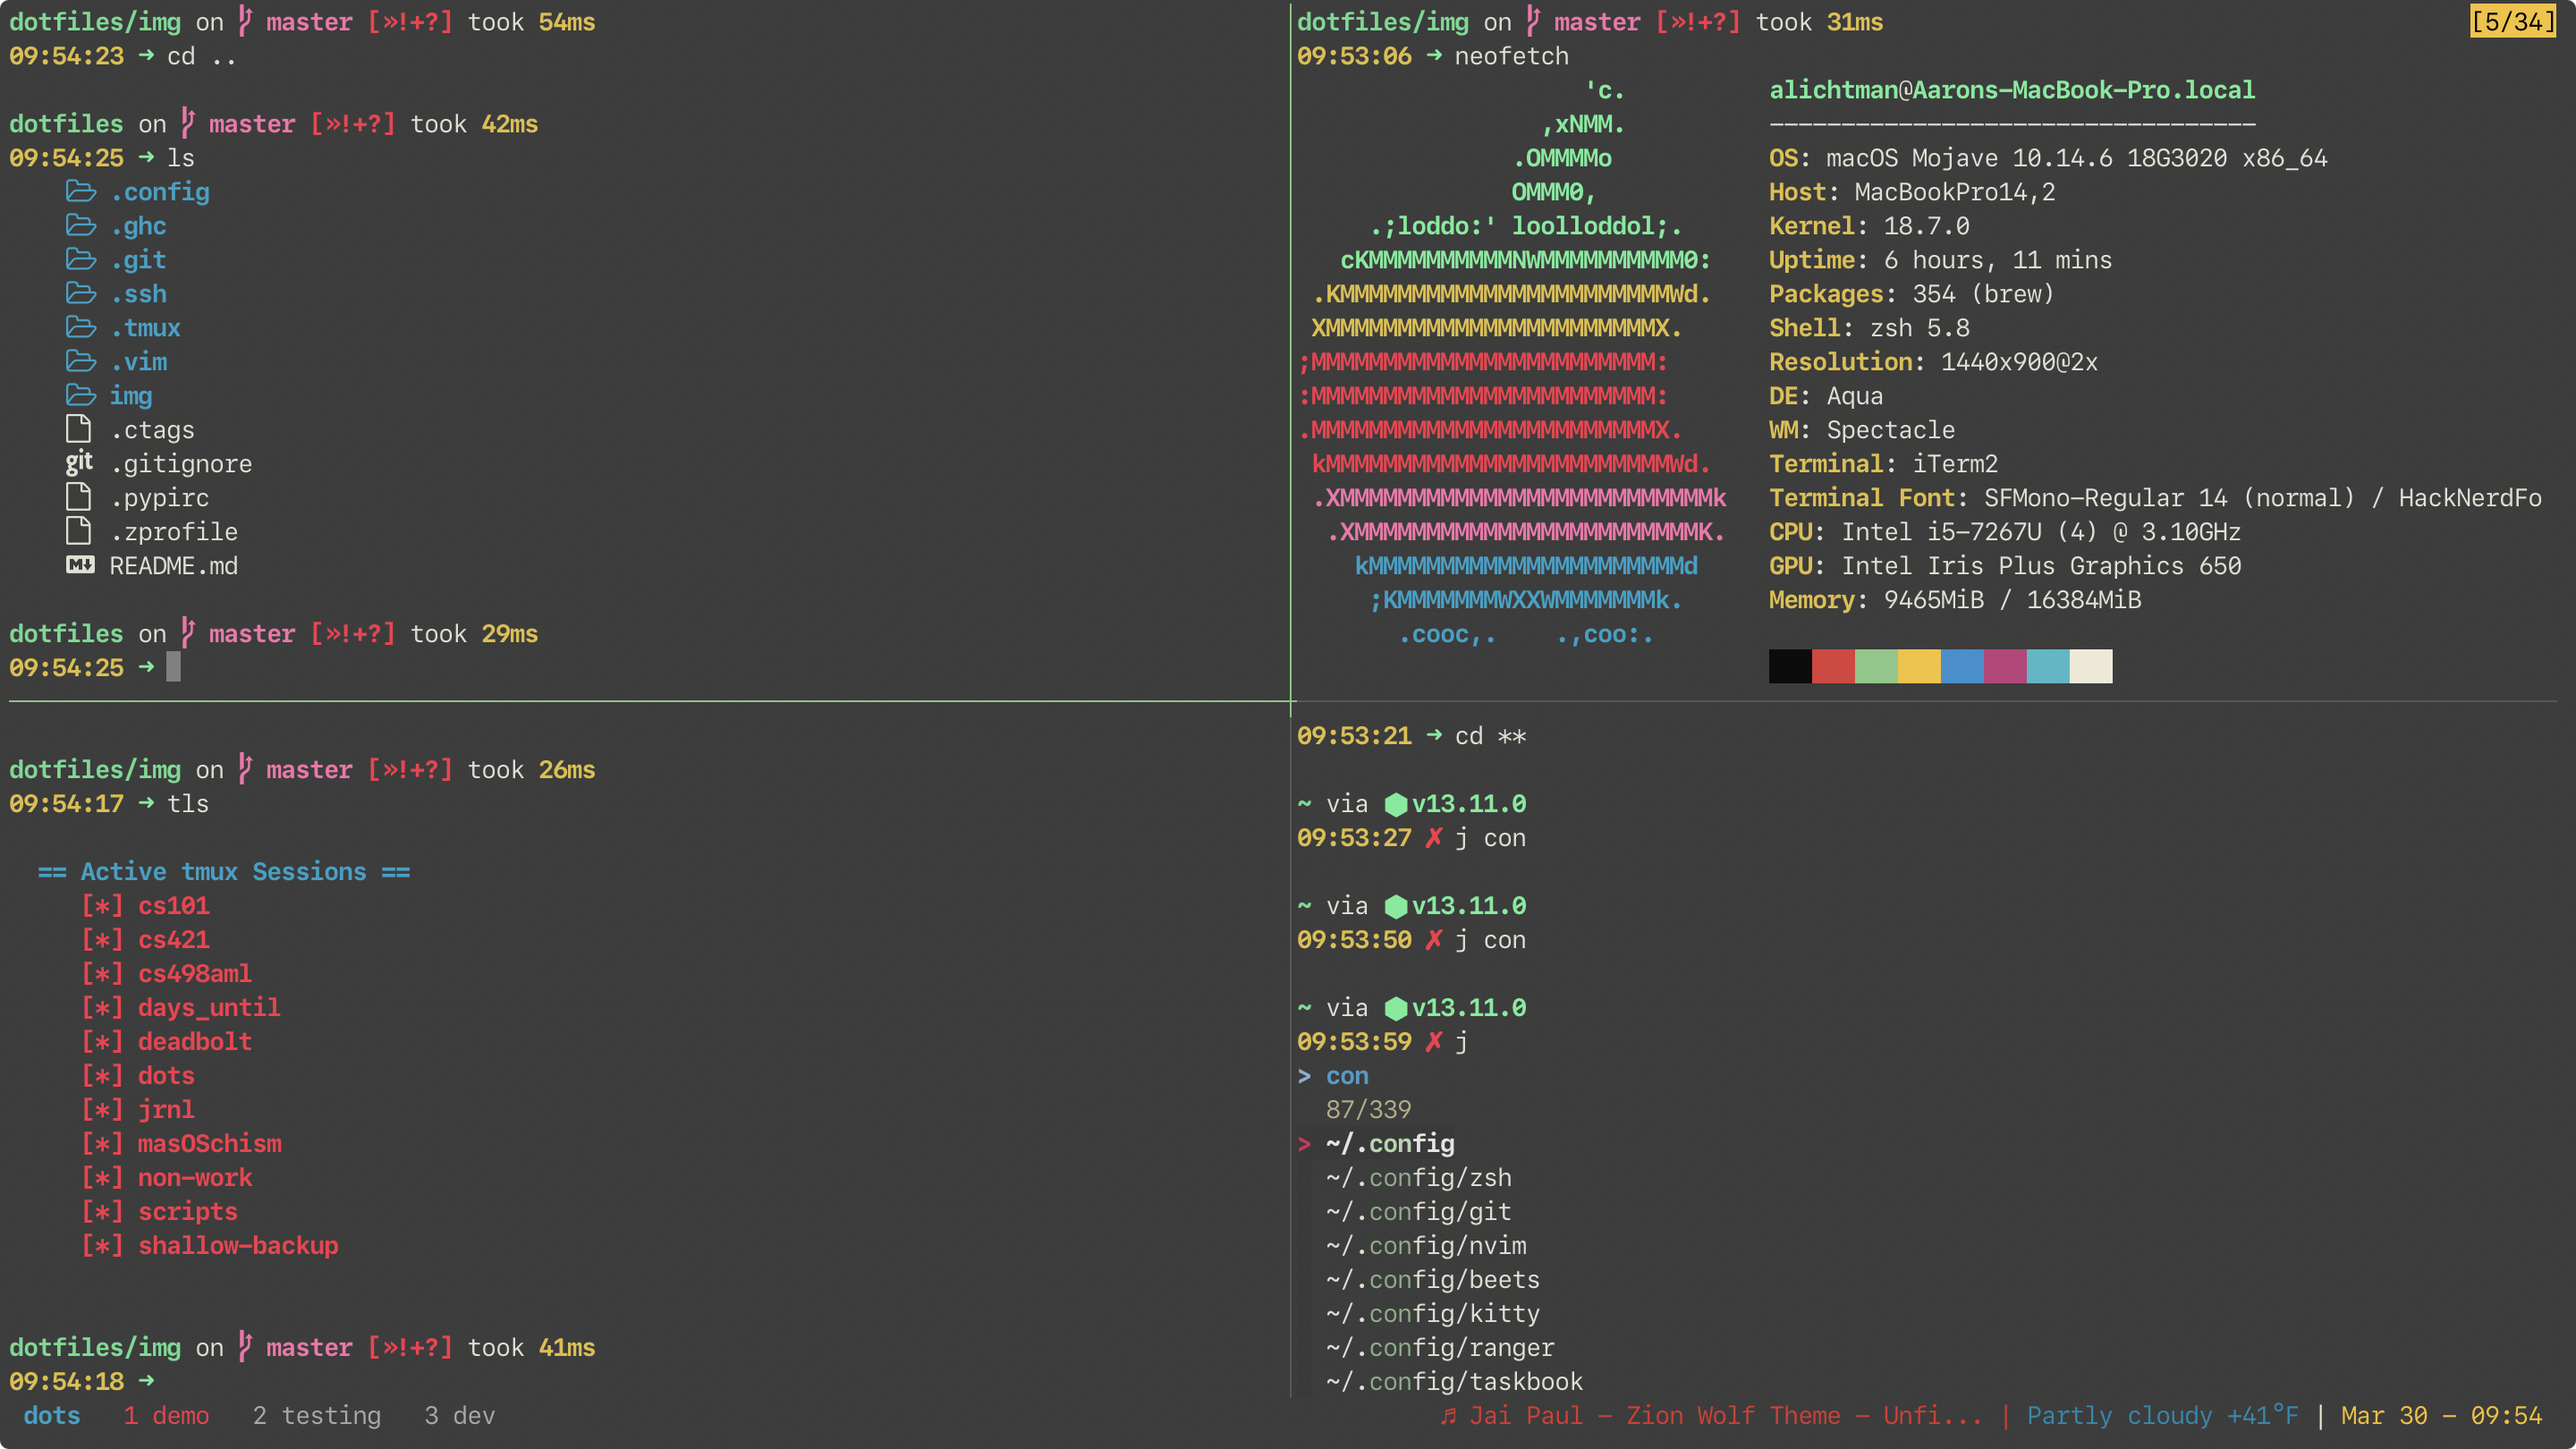 dotfiles/img on master [»!+?] took 54ms
09:54:23 → cd ..
dotfiles on master [»!+?] took 42ms
09:54:25 → ls
.config
.ghc
.git
.ssh
.tmux
.vim
img
.ctags
git .gitignore
.pypirc
.zprofile
M↓ README.md
dotfiles on master [»!+?] took 29ms
09:54:25 →
dotfiles/img on master [»!+?] took 31ms [5/34]
09:53:06 → neofetch
'c.
,xNMM.
.OMMMMo
OMMM0,
.;loddo:' loolloddol;.
cKMMMMMMMMMMNWMMMMMMMMMM0:
.KMMMMMMMMMMMMMMMMMMMMMMMWd.
XMMMMMMMMMMMMMMMMMMMMMMMX.
;MMMMMMMMMMMMMMMMMMMMMMMM:
:MMMMMMMMMMMMMMMMMMMMMMMM:
.MMMMMMMMMMMMMMMMMMMMMMMMX.
kMMMMMMMMMMMMMMMMMMMMMMMMWd.
.XMMMMMMMMMMMMMMMMMMMMMMMMMMk
.XMMMMMMMMMMMMMMMMMMMMMMMMK.
kMMMMMMMMMMMMMMMMMMMMMMd
;KMMMMMMMWXXWMMMMMMMk.
.cooc,. .,coo:.
alichtman@Aarons-MacBook-Pro.local
----------------------------------
OS: macOS Mojave 10.14.6 18G3020 x86_64
Host: MacBookPro14,2
Kernel: 18.7.0
Uptime: 6 hours, 11 mins
Packages: 354 (brew)
Shell: zsh 5.8
Resolution: 1440x900@2x
DE: Aqua
WM: Spectacle
Terminal: iTerm2
Terminal Font: SFMono-Regular 14 (normal) / HackNerdFo
CPU: Intel i5-7267U (4) @ 3.10GHz
GPU: Intel Iris Plus Graphics 650
Memory: 9465MiB / 16384MiB
dotfiles/img on master [»!+?] took 26ms
09:54:17 → tls
== Active tmux Sessions ==
[*] cs101
[*] cs421
[*] cs498aml
[*] days_until
[*] deadbolt
[*] dots
[*] jrnl
[*] masOSchism
[*] non-work
[*] scripts
[*] shallow-backup
dotfiles/img on master [»!+?] took 41ms
09:54:18 →
09:53:21 → cd **
~ via ⬢v13.11.0
09:53:27 ✗ j con
~ via ⬢v13.11.0
09:53:50 ✗ j con
~ via ⬢v13.11.0
09:53:59 ✗ j
> con
87/339
> ~/.config
~/.config/zsh
~/.config/git
~/.config/nvim
~/.config/beets
~/.config/kitty
~/.config/ranger
~/.config/taskbook
dots 1 demo 2 testing 3 dev ♬ Jai Paul - Zion Wolf Theme - Unfi... | Partly cloudy +41°F | Mar 30 - 09:54